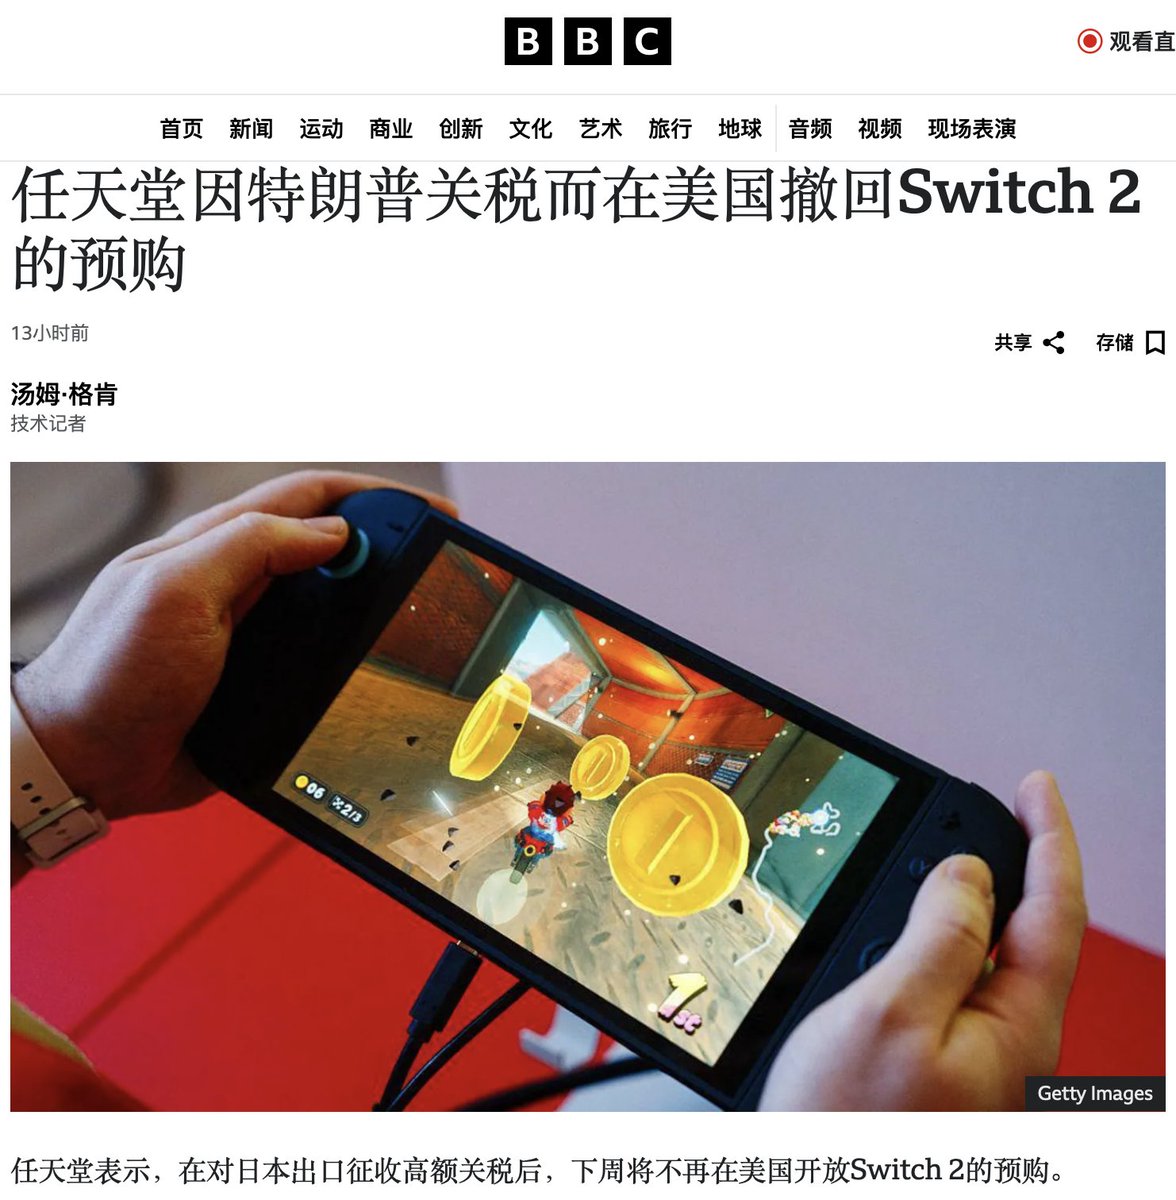 BBC
观看直
首页 新闻 运动 商业 创新 文化 艺术 旅行 地球 音频 视频 现场表演
任天堂因特朗普关税而在美国撤回Switch 2
的预购
13小时前
共享 存储
汤姆·格肯
技术记者
06 2/3
1st
Getty Images
任天堂表示，在对日本出口征收高额关税后，下周将不再在美国开放Switch 2的预购。